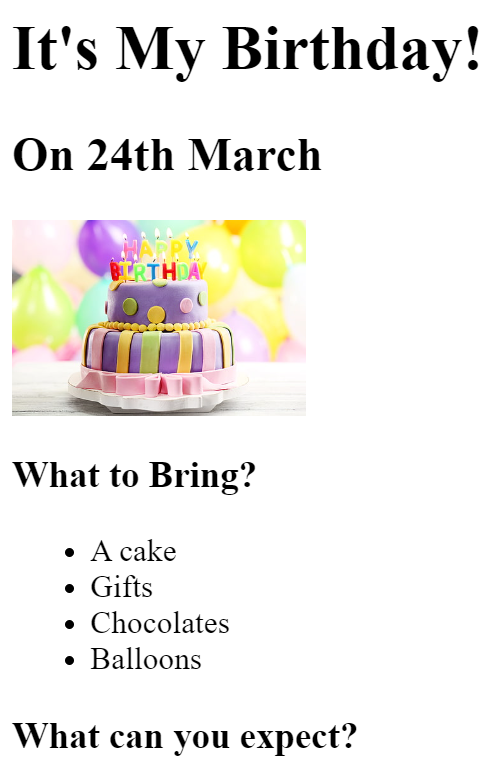 It's My Birthday!
On 24th March
HAPPY
BIRTHDAY
What to Bring?
A cake
Gifts
Chocolates
Balloons
What can you expect?